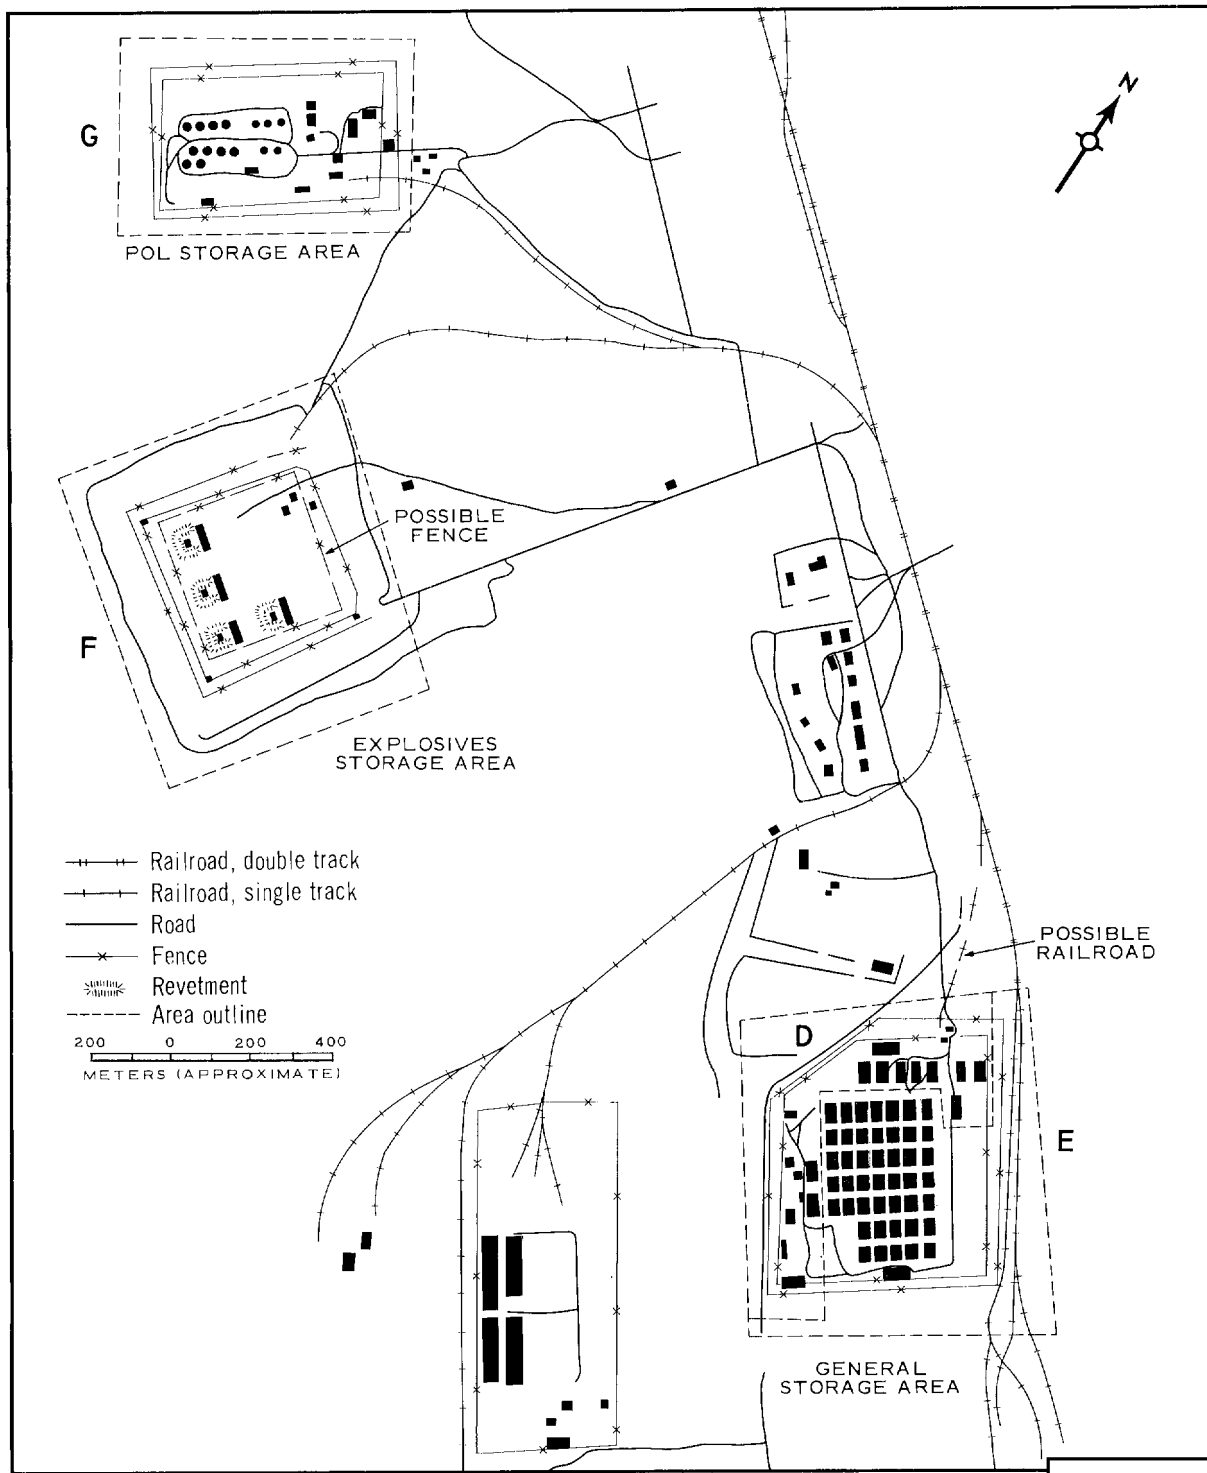 N
G
POL STORAGE AREA
POSSIBLE
FENCE
F
EXPLOSIVES
STORAGE AREA
Railroad, double track
Railroad, single track
Road
Fence
Revetment
Area outline
200 0 200 400
METERS (APPROXIMATE)
POSSIBLE
RAILROAD
D
E
GENERAL
STORAGE AREA